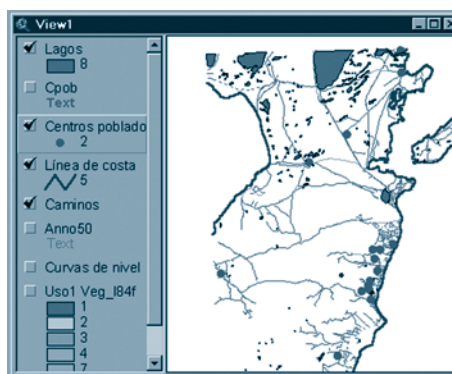 View1
Lagos
8
Cpob
Text
Centros poblado
2
Línea de costa
5
Caminos
Anno50
Text
Curvas de nivel
Uso1 Veg_I84f
1
2
3
4
7